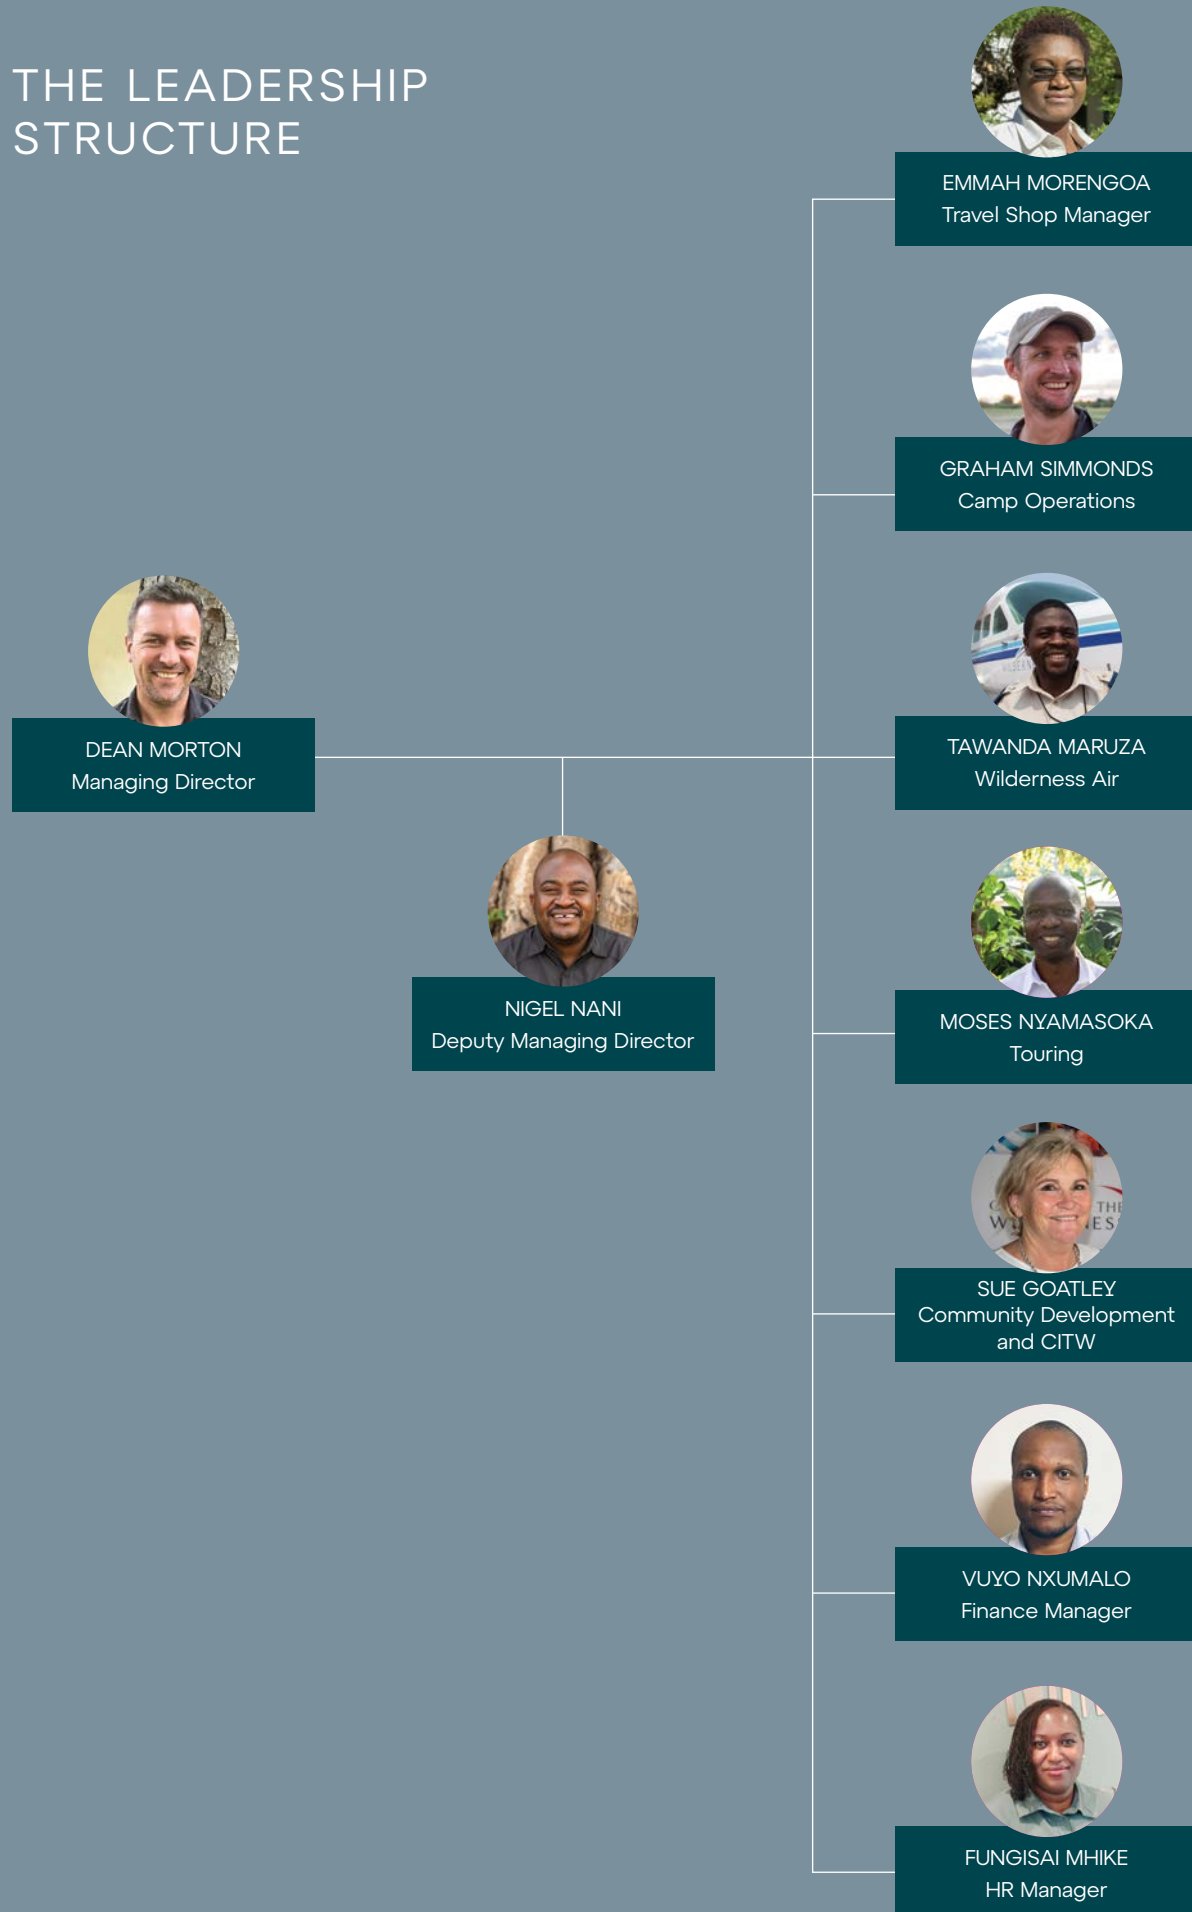 THE LEADERSHIP
STRUCTURE
EMMAH MORENGOA
Travel Shop Manager
GRAHAM SIMMONDS
Camp Operations
DEAN MORTON
Managing Director
TAWANDA MARUZA
Wilderness Air
NIGEL NANI
Deputy Managing Director
MOSES NYAMASOKA
Touring
THE
SUE GOATLEY
Community Development
and CITW
VUYO NXUMALO
Finance Manager
FUNGISAI MHIKE
HR Manager